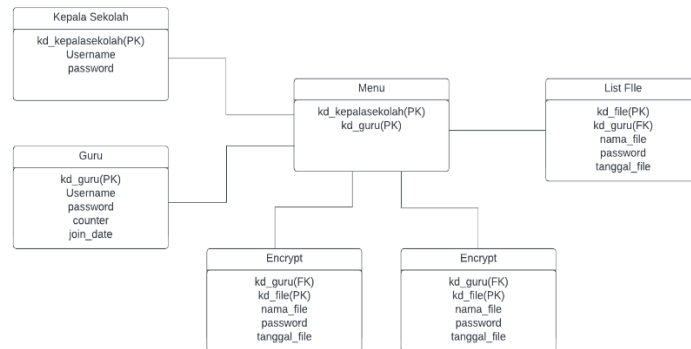 Kepala Sekolah
kd_kepalasekolah(PK)
Username
password
Guru
kd_guru(PK)
Username
password
counter
join_date
Menu
kd_kepalasekolah(PK)
kd_guru(PK)
List FIle
kd_file(PK)
kd_guru(FK)
nama_file
password
tanggal_file
Encrypt
kd_guru(FK)
kd_file(PK)
nama_file
password
tanggal_file
Encrypt
kd_guru(FK)
kd_file(PK)
nama_file
password
tanggal_file